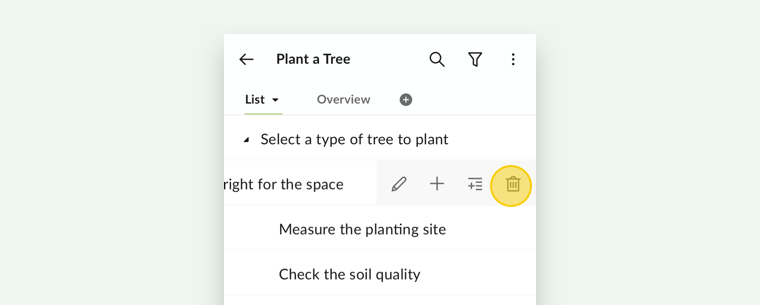 Plant a Tree
List Overview
Select a type of tree to plant
right for the space
Measure the planting site
Check the soil quality